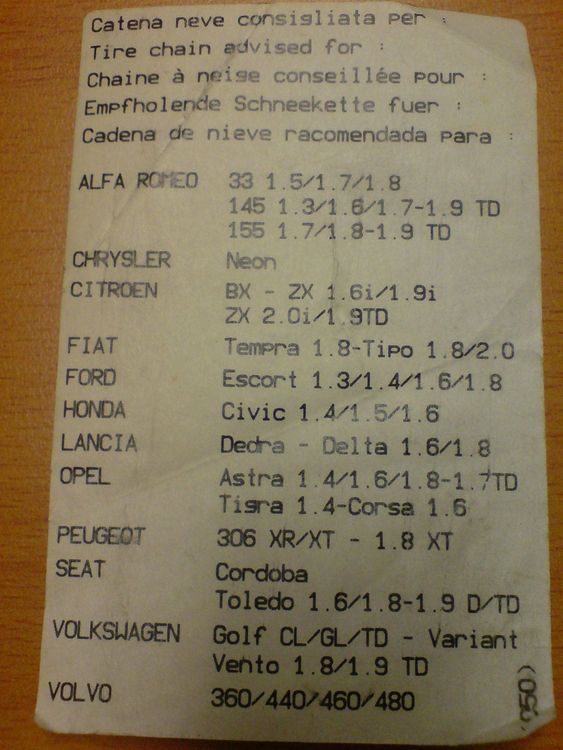 Catena neve consigliata per :
Tire chain advised for :
Chaine à neige conseillée pour :
Empfholende Schneekette fuer :
Cadena de nieve racomendada para :
ALFA ROMEO 33 1.5/1.7/1.8
145 1.3/1.6/1.7-1.9 TD
155 1.7/1.8-1.9 TD
CHRYSLER Neon
CITROEN BX - ZX 1.6i/1.9i
ZX 2.0i/1.9TD
FIAT Tempra 1.8-Tipo 1.8/2.0
FORD Escort 1.3/1.4/1.6/1.8
HONDA Civic 1.4/1.5/1.6
LANCIA Dedra - Delta 1.6/1.8
OPEL Astra 1.4/1.6/1.8-1.7TD
Tigra 1.4-Corsa 1.6
PEUGEOT 306 XR/XT - 1.8 XT
SEAT Cordoba
Toledo 1.6/1.8-1.9 D/TD
VOLKSWAGEN Golf CL/GL/TD - Variant
Vento 1.8/1.9 TD
VOLVO 360/440/460/480